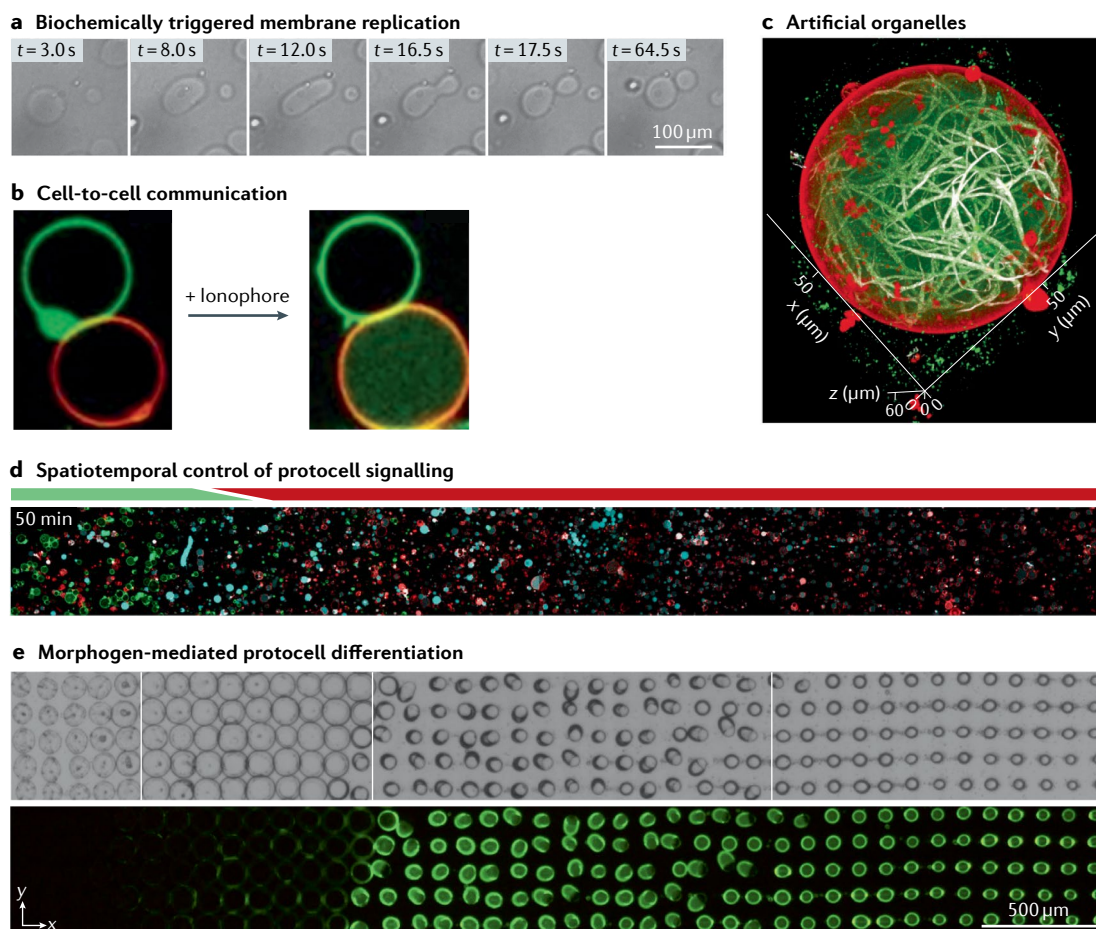 a Biochemically triggered membrane replication
t = 3.0 s
t = 8.0 s
t = 12.0 s
t = 16.5 s
t = 17.5 s
t = 64.5 s
100 µm
b Cell-to-cell communication
+ Ionophore
c Artificial organelles
50
x (µm)
50
y (µm)
z (µm)
60
0
0
0
d Spatiotemporal control of protocell signalling
50 min
e Morphogen-mediated protocell differentiation
y
x
500 µm